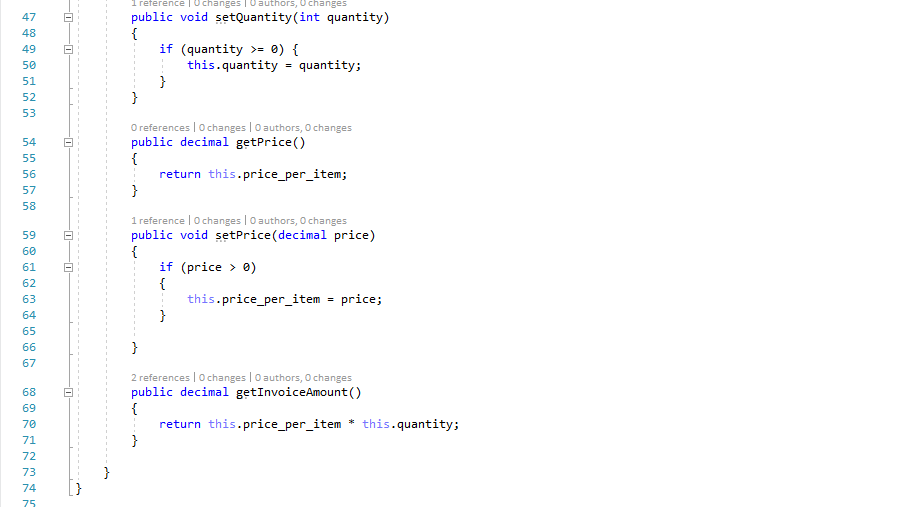 1 reference | 0 changes | 0 authors, 0 changes
47 public void setQuantity(int quantity)
48 {
49 if (quantity >= 0) {
50 this.quantity = quantity;
51 }
52 }
53
0 references | 0 changes | 0 authors, 0 changes
54 public decimal getPrice()
55 {
56 return this.price_per_item;
57 }
58
1 reference | 0 changes | 0 authors, 0 changes
59 public void setPrice(decimal price)
60 {
61 if (price > 0)
62 {
63 this.price_per_item = price;
64 }
65
66 }
67
2 references | 0 changes | 0 authors, 0 changes
68 public decimal getInvoiceAmount()
69 {
70 return this.price_per_item * this.quantity;
71 }
72
73 }
74 }
75